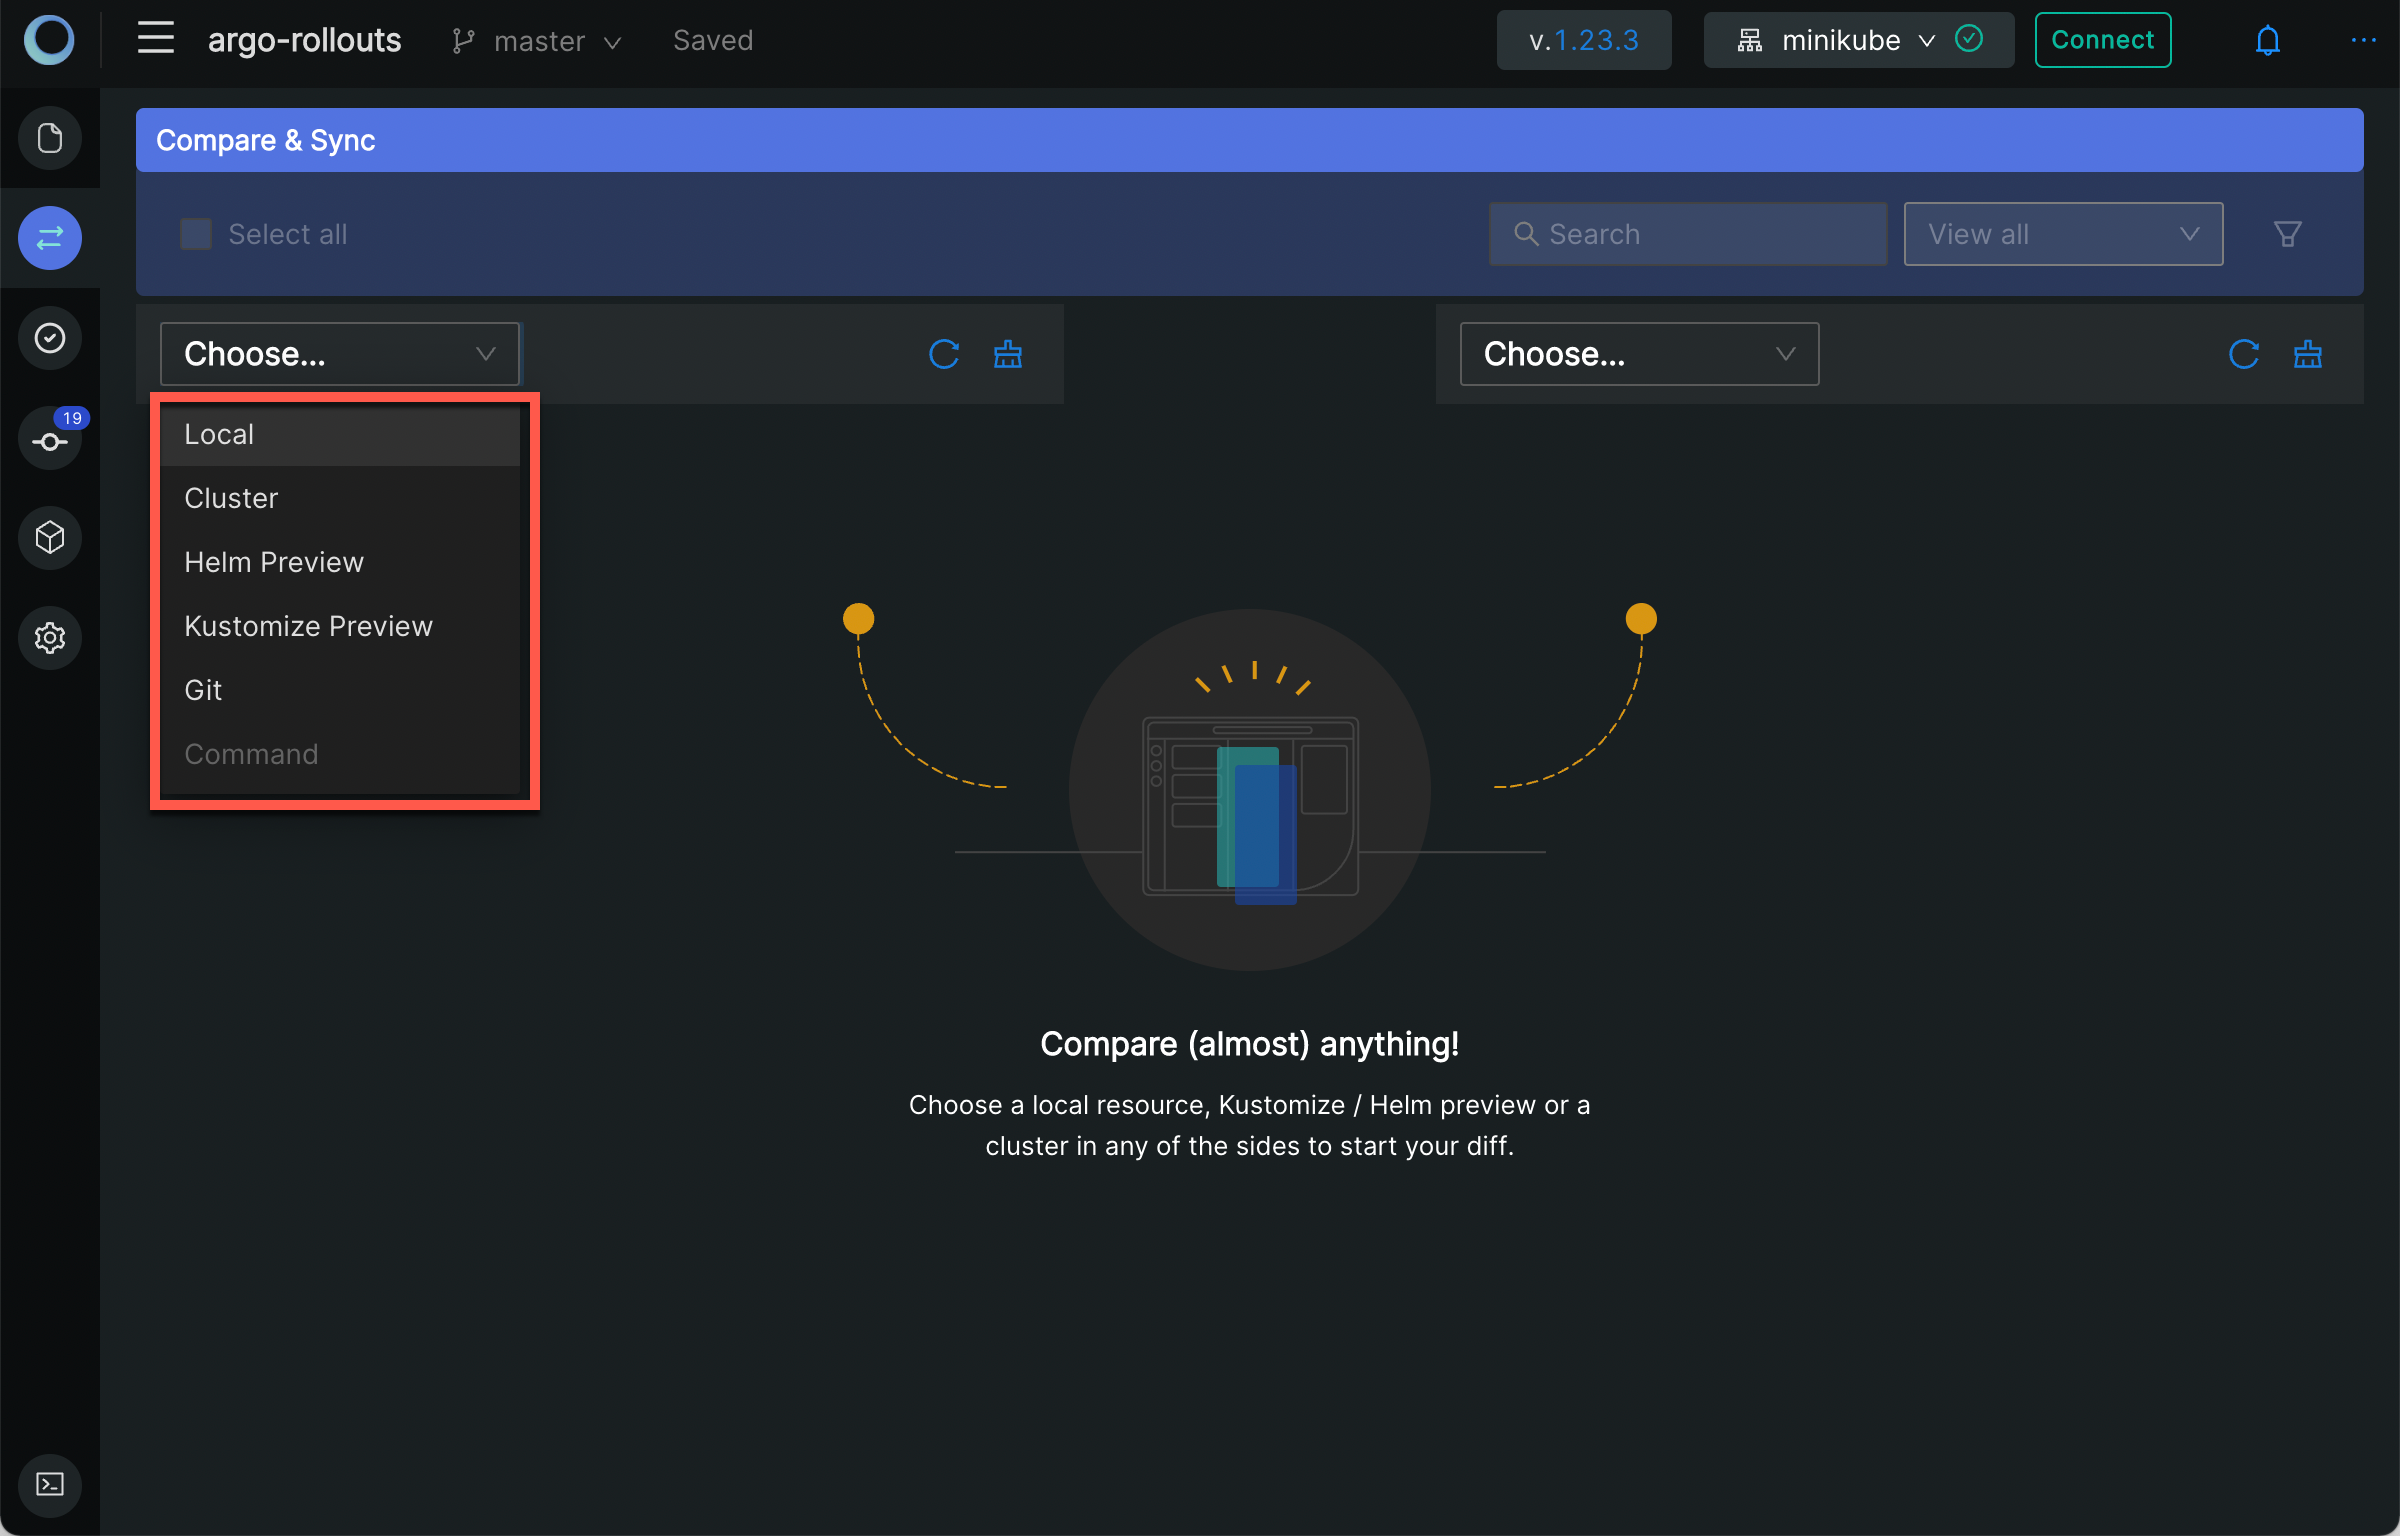 argo-rollouts master Saved v.1.23.3 minikube Connect
Compare & Sync
Select all Search View all
Choose... Choose...
Local
Cluster
19
Helm Preview
Kustomize Preview
Git
Command
Compare (almost) anything!
Choose a local resource, Kustomize / Helm preview or a
cluster in any of the sides to start your diff.